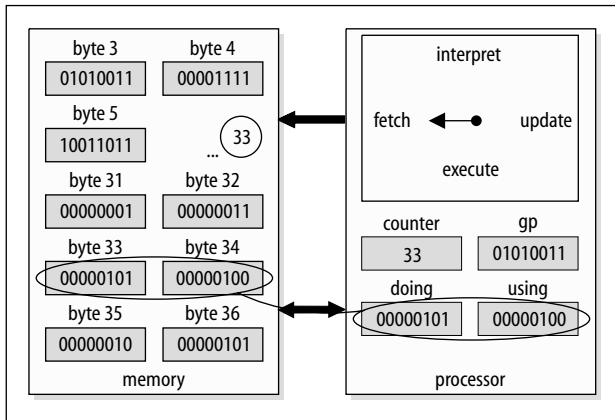 byte 3 byte 4
01010011 00001111
byte 5
10011011
... 33
byte 31 byte 32
00000001 00000011
byte 33 byte 34
00000101 00000100
byte 35 byte 36
00000010 00000101
memory
interpret
fetch update
execute
counter gp
33 01010011
doing using
00000101 00000100
processor